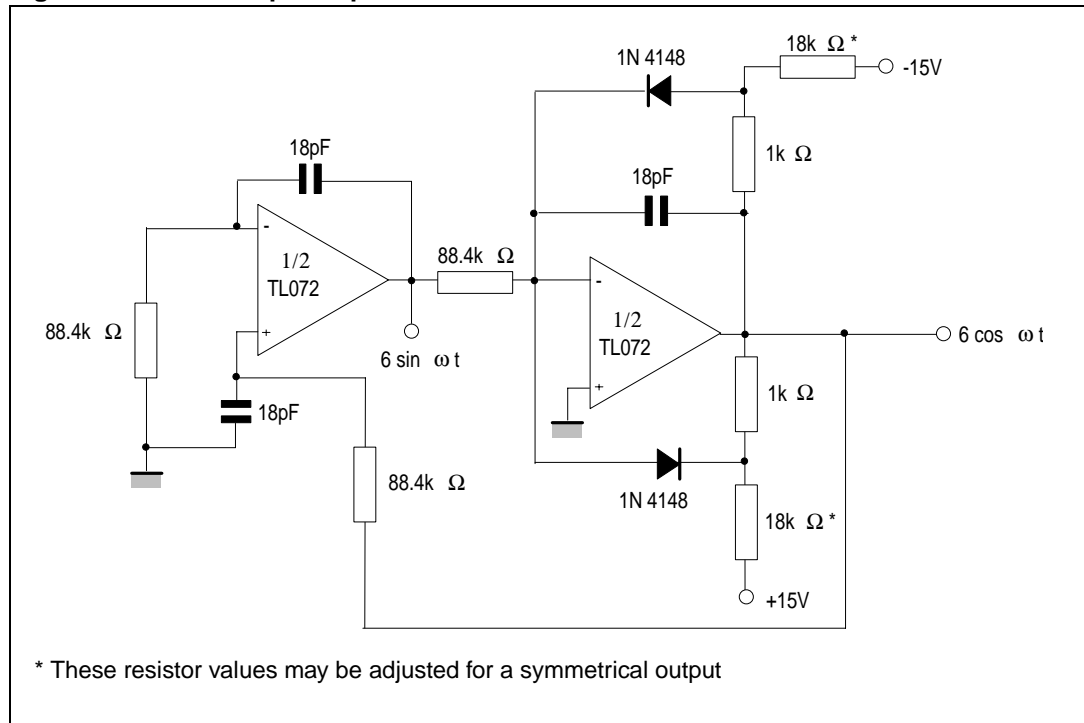 18k Ω *
1N 4148
-15V
18pF
1k Ω
18pF
-
1/2
TL072
+
88.4k Ω
-
1/2
TL072
+
88.4k Ω
6 sin ω t
6 cos ω t
18pF
1k Ω
88.4k Ω
1N 4148
18k Ω *
+15V
* These resistor values may be adjusted for a symmetrical output